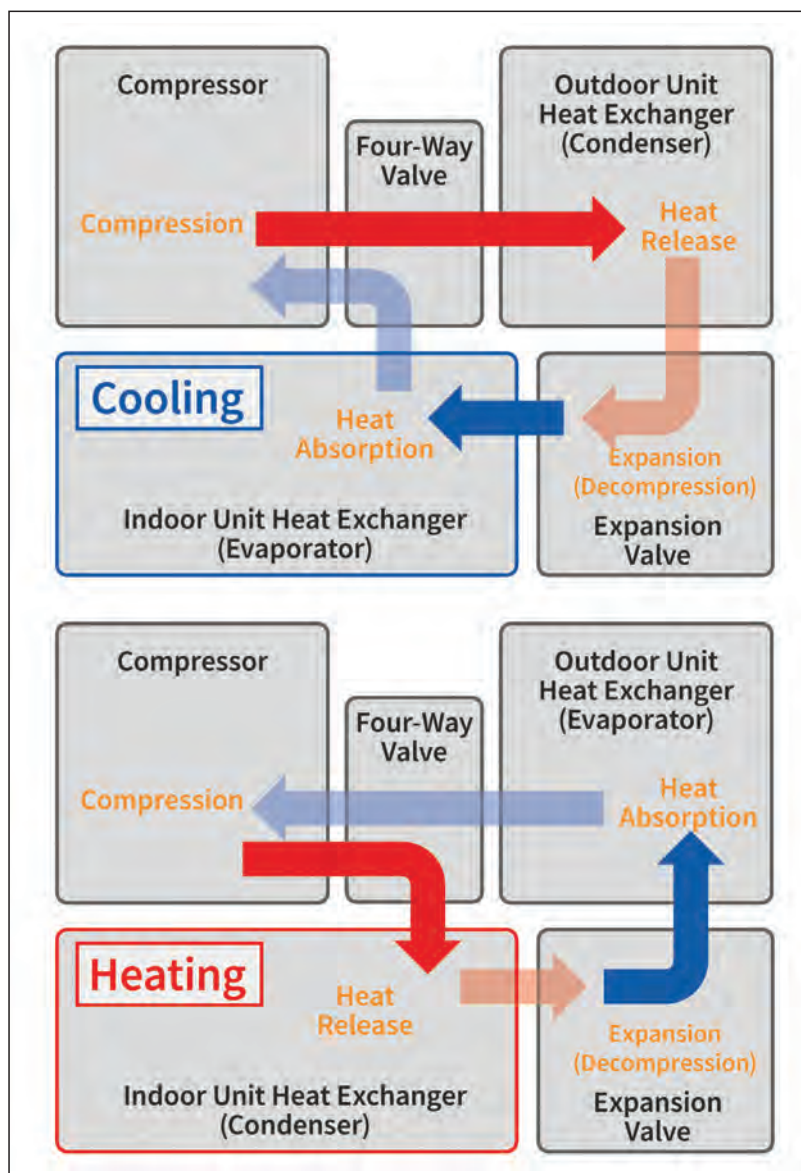 Compressor
Four-Way
Valve
Outdoor Unit
Heat Exchanger
(Condenser)
Compression
Heat
Release
Cooling
Heat
Absorption
Indoor Unit Heat Exchanger
(Evaporator)
Expansion
(Decompression)
Expansion
Valve
Compressor
Four-Way
Valve
Outdoor Unit
Heat Exchanger
(Evaporator)
Compression
Heat
Absorption
Heating
Heat
Release
Indoor Unit Heat Exchanger
(Condenser)
Expansion
(Decompression)
Expansion
Valve